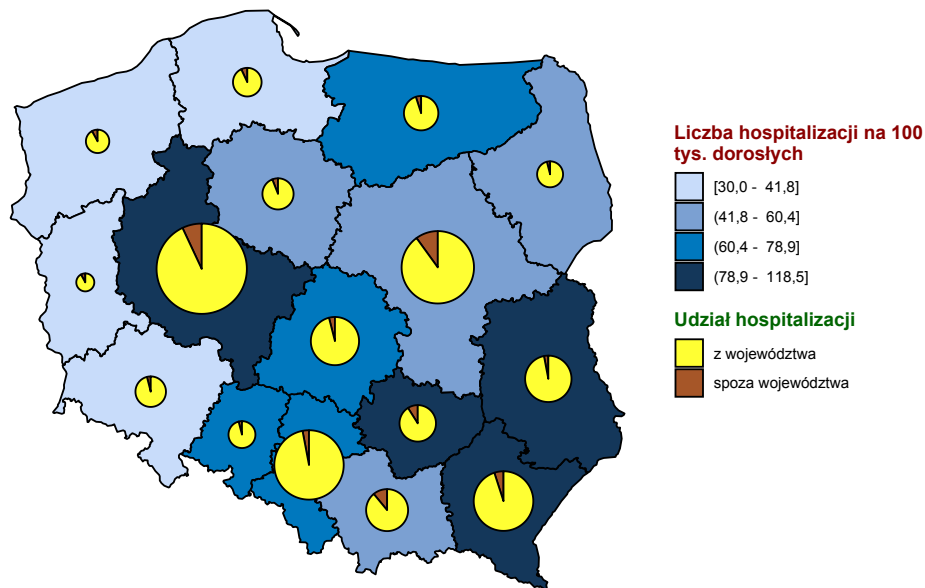 Liczba hospitalizacji na 100
tys. dorosłych
[30,0 - 41,8]
(41,8 - 60,4]
(60,4 - 78,9]
(78,9 - 118,5]
Udział hospitalizacji
z województwa
spoza województwa